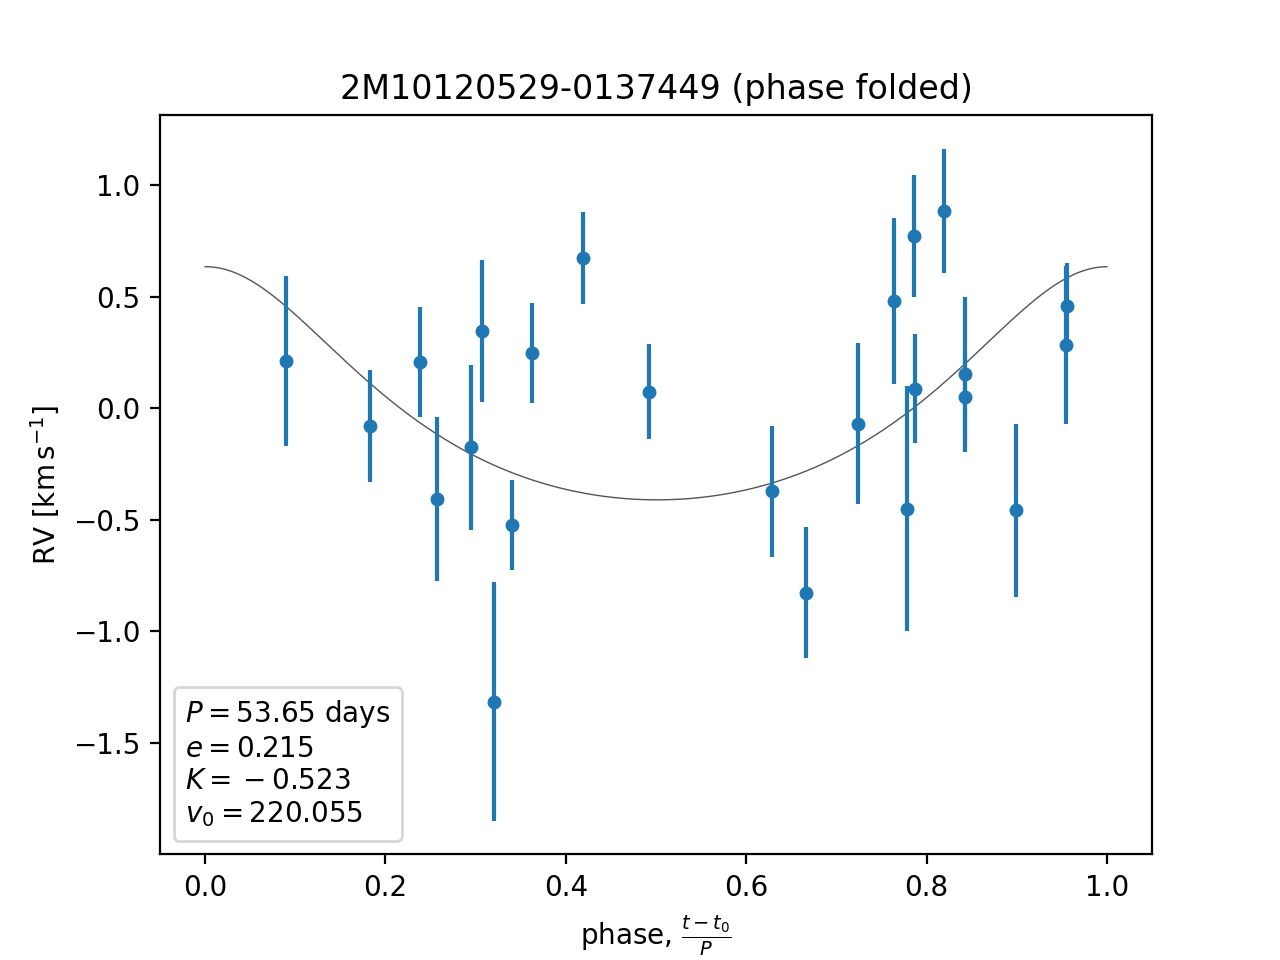 2M10120529-0137449 (phase folded)
RV [km s⁻¹]
1.0
0.5
0.0
−0.5
−1.0
−1.5
P = 53.65 days
e = 0.215
K = −0.523
v₀ = 220.055
0.0 0.2 0.4 0.6 0.8 1.0
phase, (t − t₀)/P